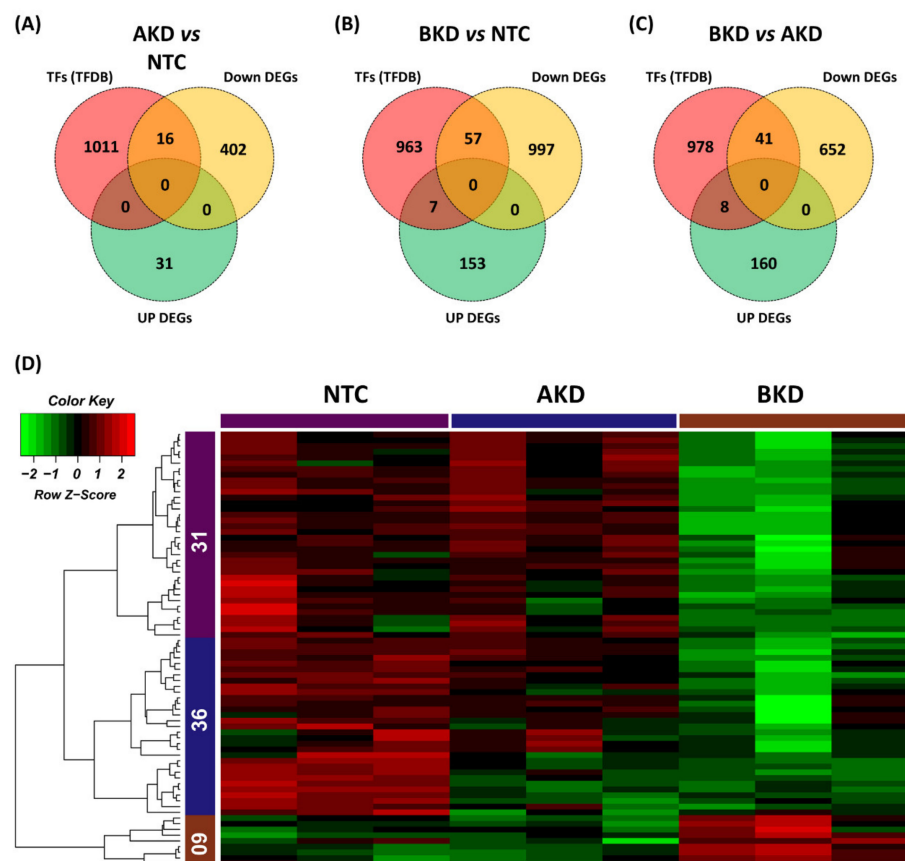 (A)
AKD vs
NTC
TFs (TFDB)
Down DEGs
1011
16
402
0
0
0
31
UP DEGs
(B)
BKD vs NTC
TFs (TFDB)
Down DEGs
963
57
997
0
7
0
153
UP DEGs
(C)
BKD vs AKD
TFs (TFDB)
Down DEGs
978
41
652
0
8
0
160
UP DEGs
(D)
Color Key
-2 -1 0 1 2
Row Z-Score
NTC
AKD
BKD
31
36
09